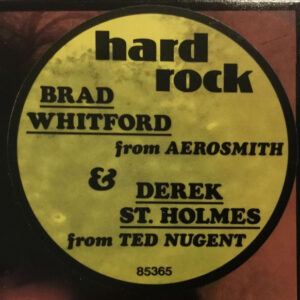 hard
rock
BRAD
WHITFORD
from AEROSMITH
& DEREK
ST. HOLMES
from TED NUGENT
85365